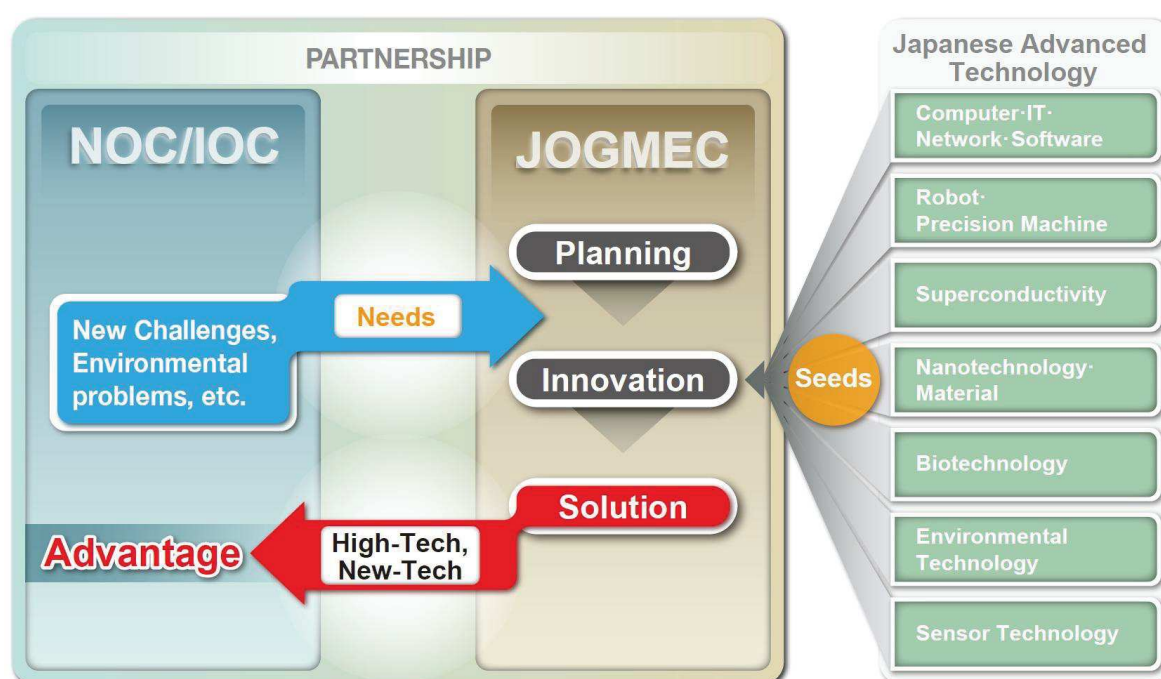 PARTNERSHIP
NOC/IOC
New Challenges,
Environmental
problems, etc.
Needs
Advantage
High-Tech,
New-Tech
JOGMEC
Planning
Innovation
Solution
Seeds
Japanese Advanced
Technology
Computer·IT·
Network·Software
Robot·
Precision Machine
Superconductivity
Nanotechnology·
Material
Biotechnology
Environmental
Technology
Sensor Technology